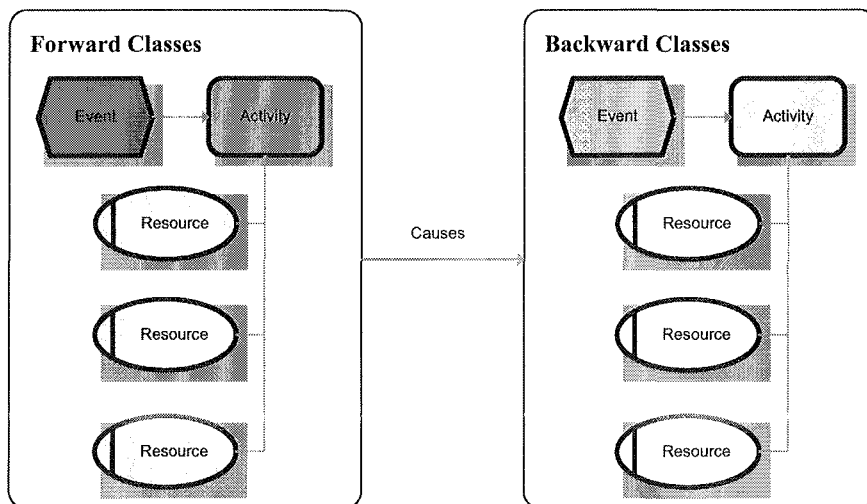 Forward Classes
Event
Activity
Resource
Resource
Resource
Causes
Backward Classes
Event
Activity
Resource
Resource
Resource